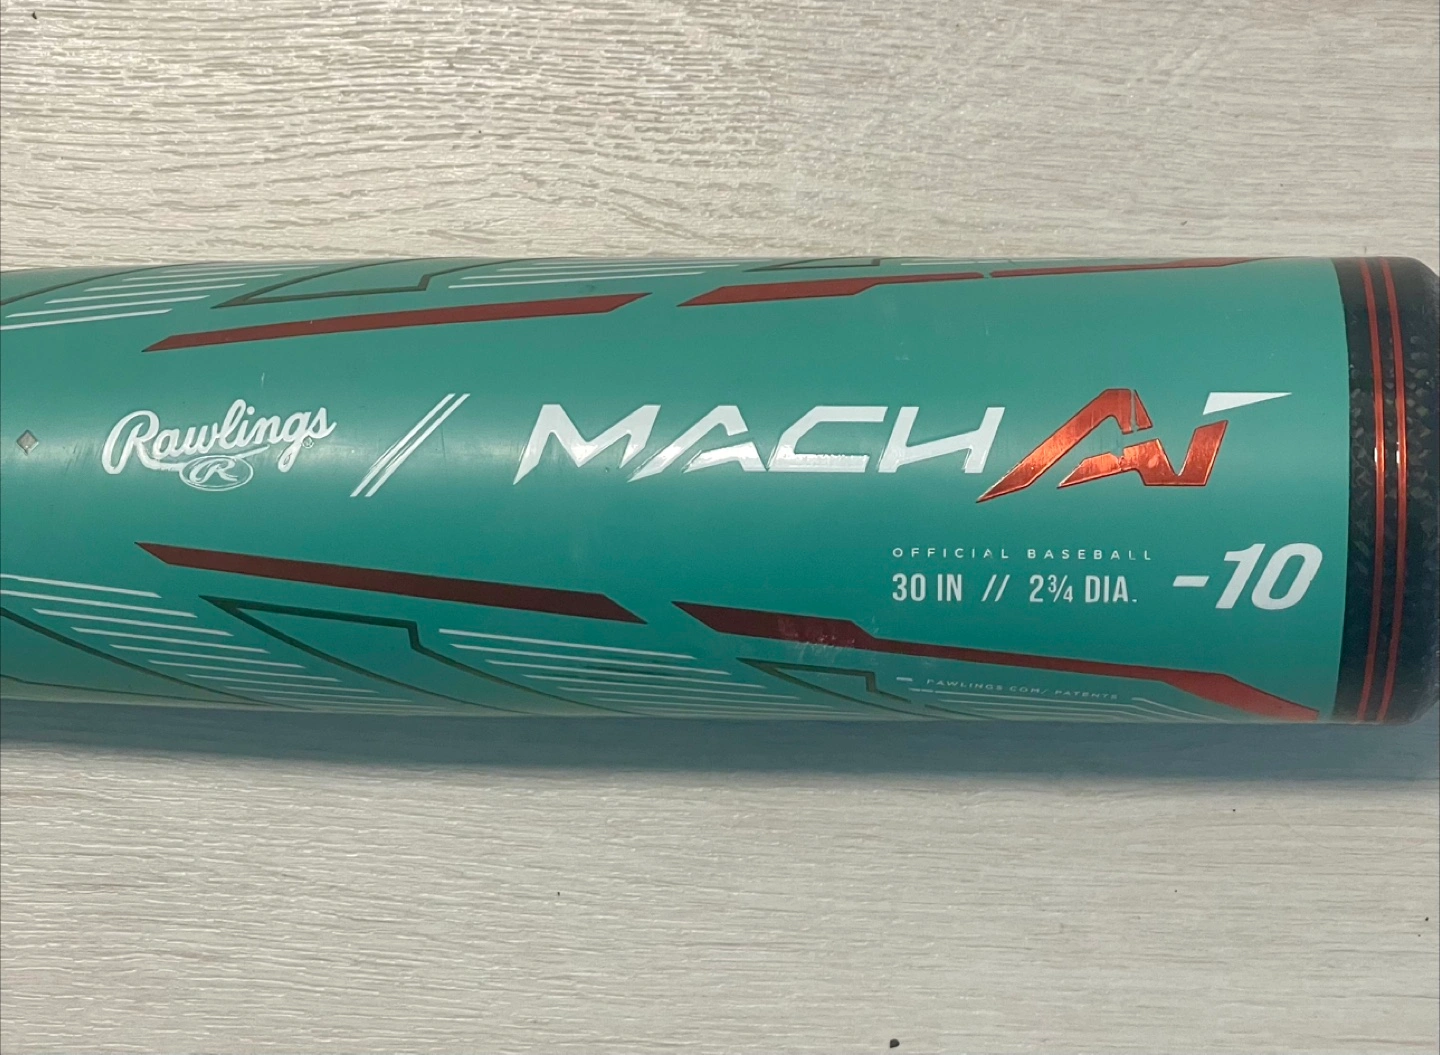 Rawlings // MACH Ai
R
OFFICIAL BASEBALL
30 IN // 2¾ DIA. -10
RAWLINGS.COM/PATENTS